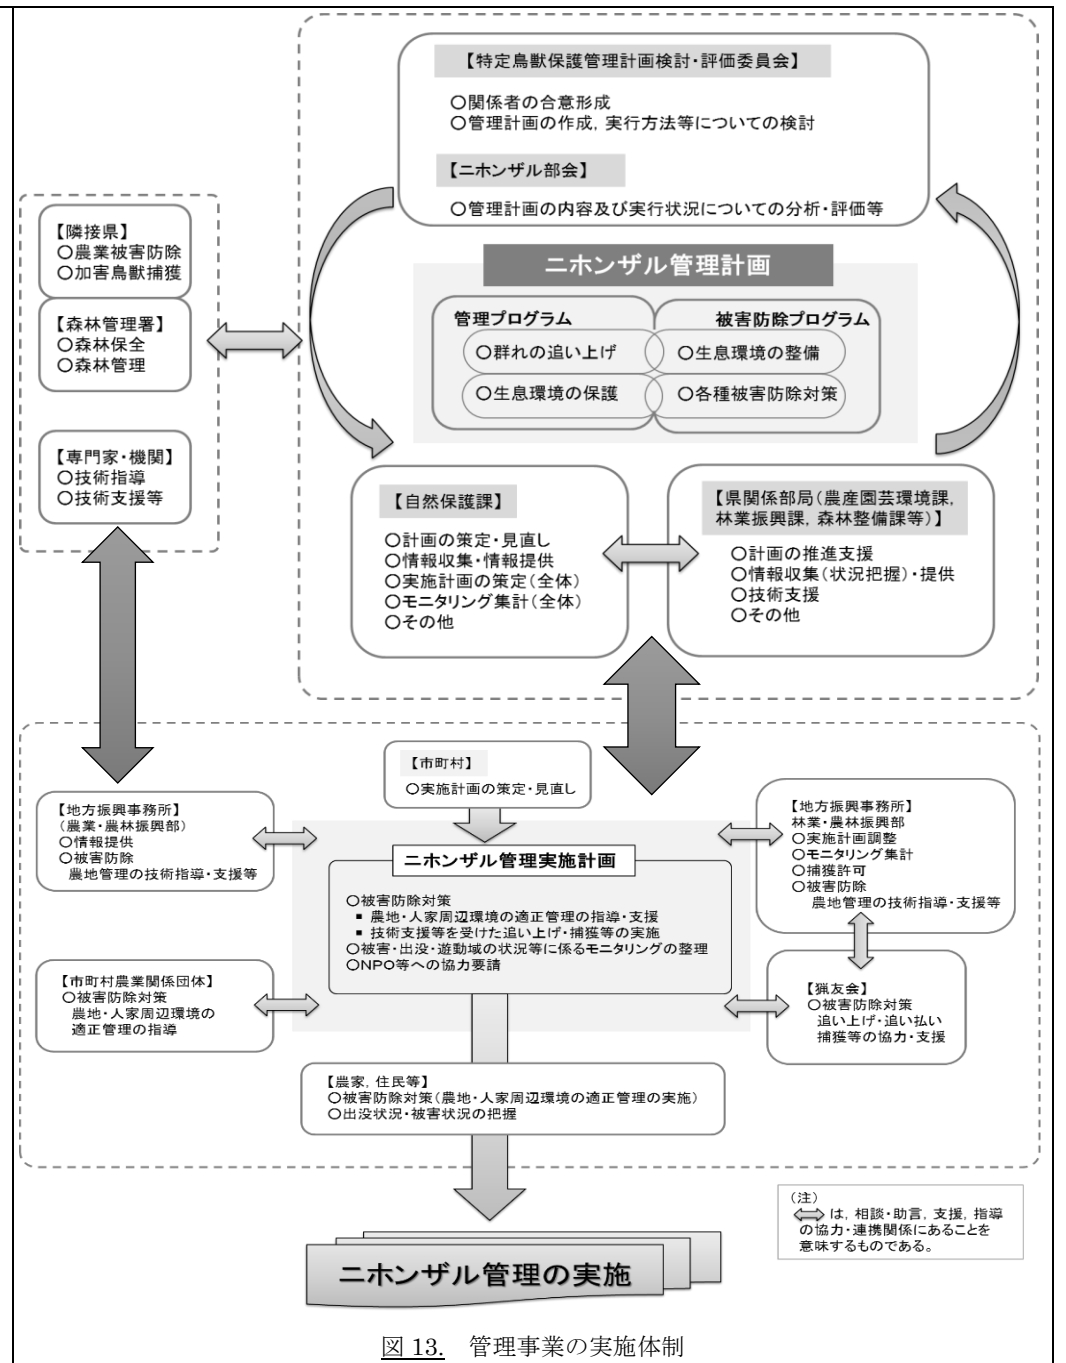 【特定鳥獣保護管理計画検討・評価委員会】
○関係者の合意形成
○管理計画の作成, 実行方法等についての検討
【ニホンザル部会】
○管理計画の内容及び実行状況についての分析・評価等
【隣接県】
○農業被害防除
○加害鳥獣捕獲
【森林管理署】
○森林保全
○森林管理
【専門家・機関】
○技術指導
○技術支援等
ニホンザル管理計画
管理プログラム
被害防除プログラム
○群れの追い上げ
○生息環境の整備
○生息環境の保護
○各種被害防除対策
【自然保護課】
○計画の策定・見直し
○情報収集・情報提供
○実施計画の策定(全体)
○モニタリング集計(全体)
○その他
【県関係部局(農産園芸環境課,
林業振興課, 森林整備課等)】
○計画の推進支援
○情報収集(状況把握)・提供
○技術支援
○その他
【市町村】
○実施計画の策定・見直し
【地方振興事務所】
(農業・農林振興部)
○情報提供
○被害防除
農地管理の技術指導・支援等
【地方振興事務所】
林業・農林振興部
○実施計画調整
○モニタリング集計
○捕獲許可
○被害防除
農地管理の技術指導・支援等
ニホンザル管理実施計画
○被害防除対策
▪ 農地・人家周辺環境の適正管理の指導・支援
▪ 技術支援等を受けた追い上げ・捕獲等の実施
○被害・出没・遊動域の状況等に係るモニタリングの整理
○NPO等への協力要請
【市町村農業関係団体】
○被害防除対策
農地・人家周辺環境の
適正管理の指導
【猟友会】
○被害防除対策
追い上げ・追い払い
捕獲等の協力・支援
【農家, 住民等】
○被害防除対策(農地・人家周辺環境の適正管理の実施)
○出没状況・被害状況の把握
(注)
は, 相談・助言, 支援, 指導
の協力・連携関係にあることを
意味するものである。
ニホンザル管理の実施
図 13. 管理事業の実施体制